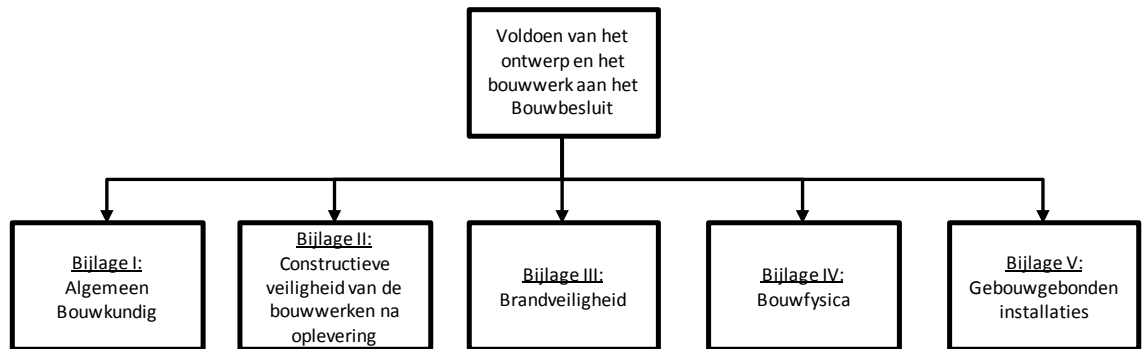 Voldoen van het
ontwerp en het
bouwwerk aan het
Bouwbesluit
Bijlage I:
Algemeen
Bouwkundig
Bijlage II:
Constructieve
veiligheid van de
bouwwerken na
oplevering
Bijlage III:
Brandveiligheid
Bijlage IV:
Bouwfysica
Bijlage V:
Gebouwgebonden
installaties